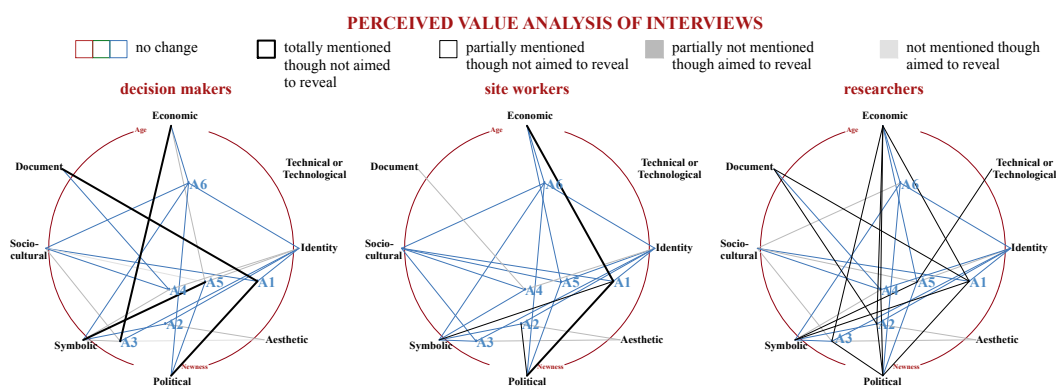 PERCEIVED VALUE ANALYSIS OF INTERVIEWS
no change
totally mentioned
though not aimed
to reveal
partially mentioned
though not aimed to reveal
partially not mentioned
though aimed to reveal
not mentioned though
aimed to reveal
decision makers
Economic
Age
Document
Technical or
Technological
A6
Socio-
cultural
Identity
A4
A5
A1
A2
A3
Symbolic
Aesthetic
Newness
Political
site workers
Economic
Age
Document
Technical or
Technological
A6
Socio-
cultural
Identity
A4
A5
A1
A2
A3
Symbolic
Aesthetic
Newness
Political
researchers
Economic
Age
Document
Technical or
Technological
A6
Socio-
cultural
Identity
A4
A5
A1
A2
A3
Symbolic
Aesthetic
Newness
Political